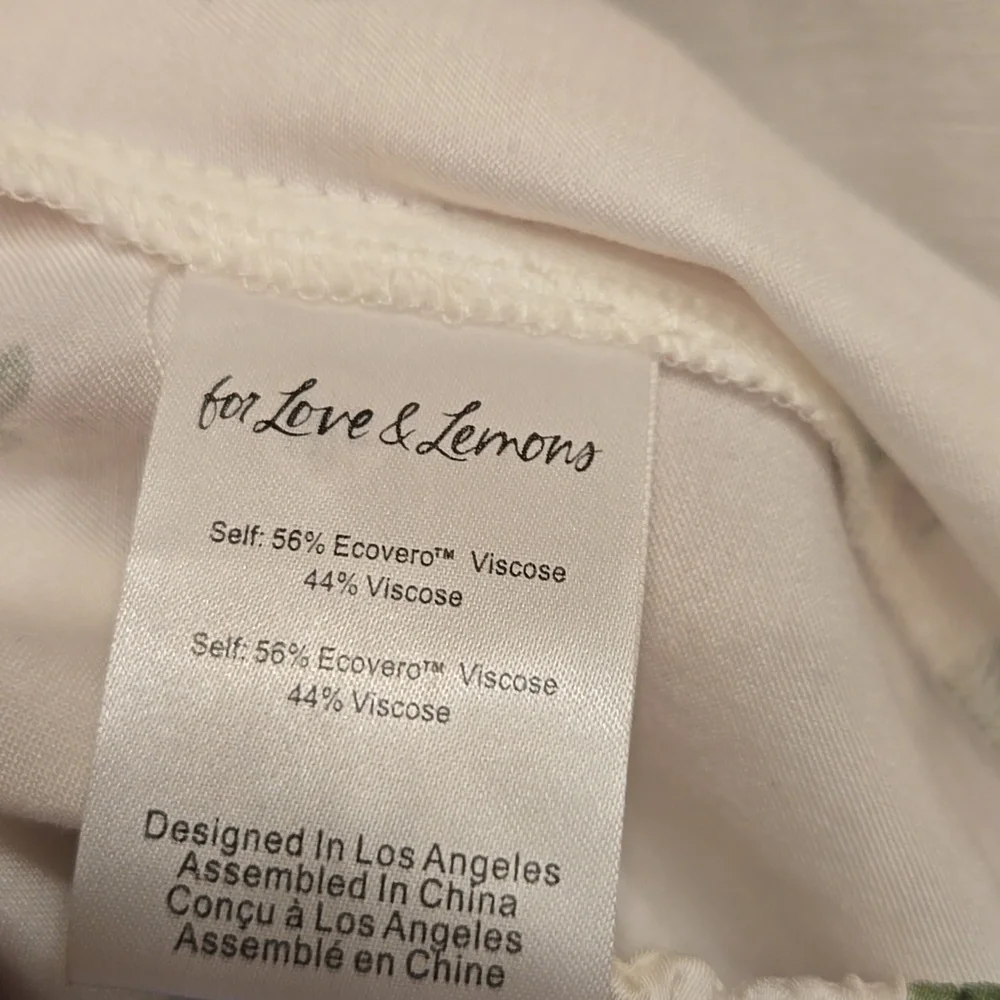 for Love & Lemons
Self: 56% Ecovero™ Viscose
44% Viscose
Self: 56% Ecovero™ Viscose
44% Viscose
Designed In Los Angeles
Assembled In China
Conçu à Los Angeles
Assemblé en Chine